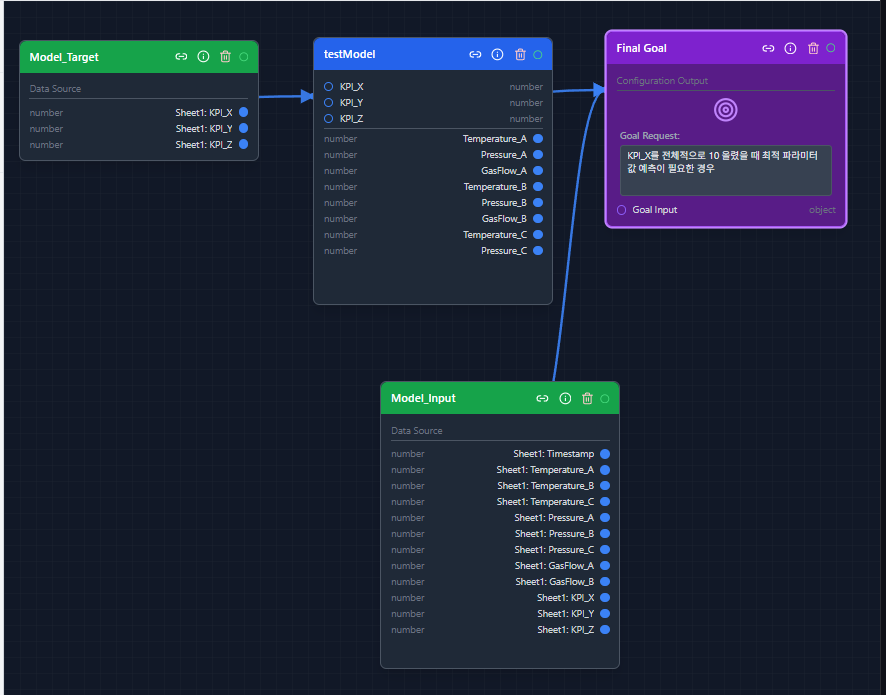 Model_Target
Data Source
number Sheet1: KPI_X
number Sheet1: KPI_Y
number Sheet1: KPI_Z
testModel
KPI_X number
KPI_Y number
KPI_Z number
number Temperature_A
number Pressure_A
number GasFlow_A
number Temperature_B
number Pressure_B
number GasFlow_B
number Temperature_C
number Pressure_C
Final Goal
Configuration Output
Goal Request:
KPI_X를 전체적으로 10 올렸을 때 최적 파라미터
값 예측이 필요한 경우
Goal Input object
Model_Input
Data Source
number Sheet1: Timestamp
number Sheet1: Temperature_A
number Sheet1: Temperature_B
number Sheet1: Temperature_C
number Sheet1: Pressure_A
number Sheet1: Pressure_B
number Sheet1: Pressure_C
number Sheet1: GasFlow_A
number Sheet1: GasFlow_B
number Sheet1: KPI_X
number Sheet1: KPI_Y
number Sheet1: KPI_Z